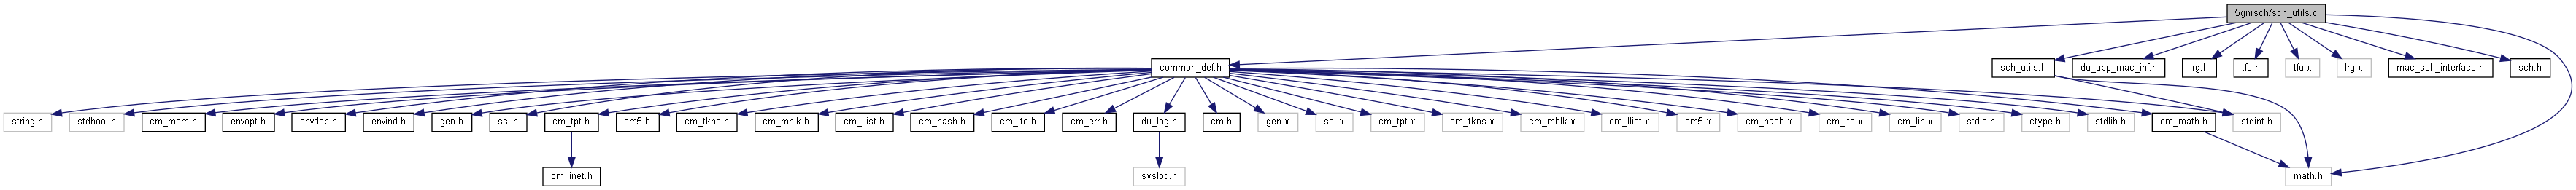 5gnrsch/sch_utils.c
common_def.h
sch_utils.h
du_app_mac_inf.h
lrg.h
tfu.h
tfu.x
lrg.x
mac_sch_interface.h
sch.h
string.h
stdbool.h
cm_mem.h
envopt.h
envdep.h
envind.h
gen.h
ssi.h
cm_tpt.h
cm5.h
cm_tkns.h
cm_mblk.h
cm_llist.h
cm_hash.h
cm_lte.h
cm_err.h
du_log.h
cm.h
gen.x
ssi.x
cm_tpt.x
cm_tkns.x
cm_mblk.x
cm_llist.x
cm5.x
cm_hash.x
cm_lte.x
cm_lib.x
stdio.h
ctype.h
stdlib.h
cm_math.h
stdint.h
cm_inet.h
syslog.h
math.h